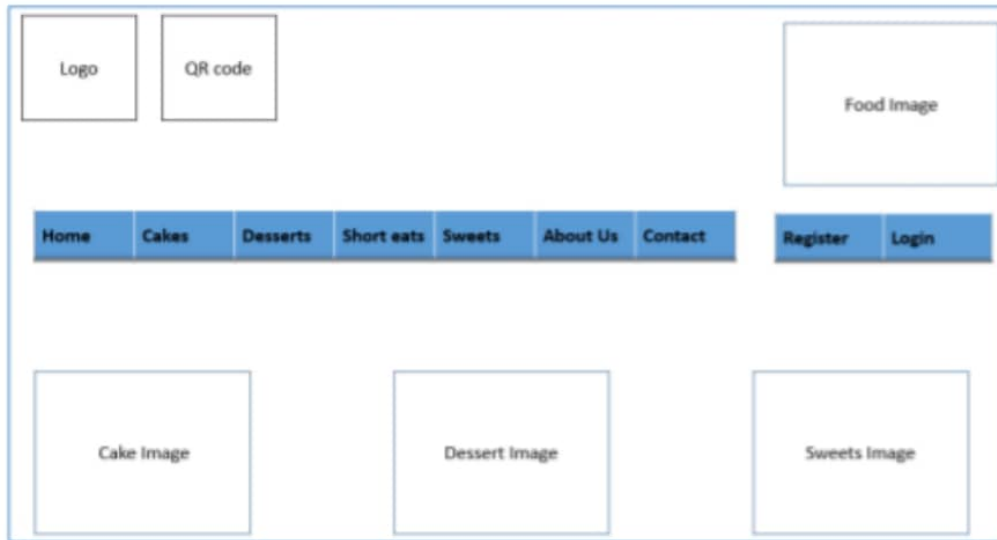 Logo
QR code
Food Image
Home Cakes Desserts Short eats Sweets About Us Contact
Register Login
Cake Image
Dessert Image
Sweets Image